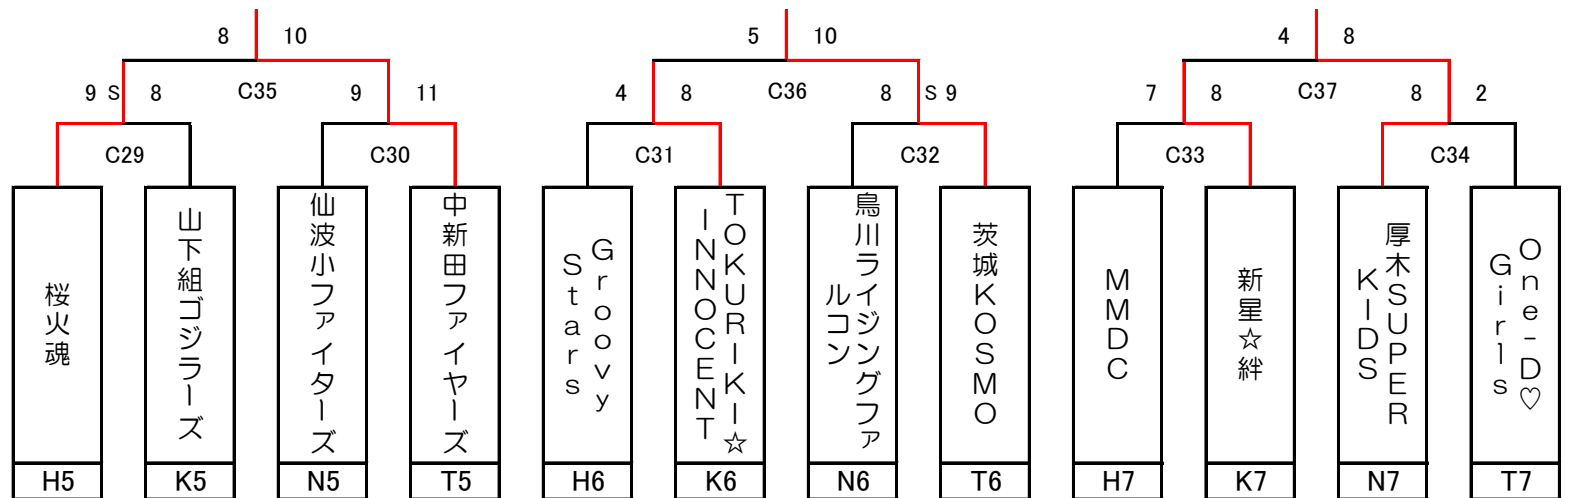 8 10 5 10 4 8
9 S 8 C35 9 11 4 8 C36 8 S 9 7 8 C37 8 2
C29 C30 C31 C32 C33 C34
桜火魂
山下組ゴジラーズ
仙波小ファイターズ
中新田ファイヤーズ
Groovy
Stars
TOKURIKI☆
INNOCENT
鳥川ライジングファ
ルコン
茨城KOSMO
MMDC
新星☆絆
厚木SUPER
KIDS
One-D♡
Girls
H5 K5 N5 T5 H6 K6 N6 T6 H7 K7 N7 T7